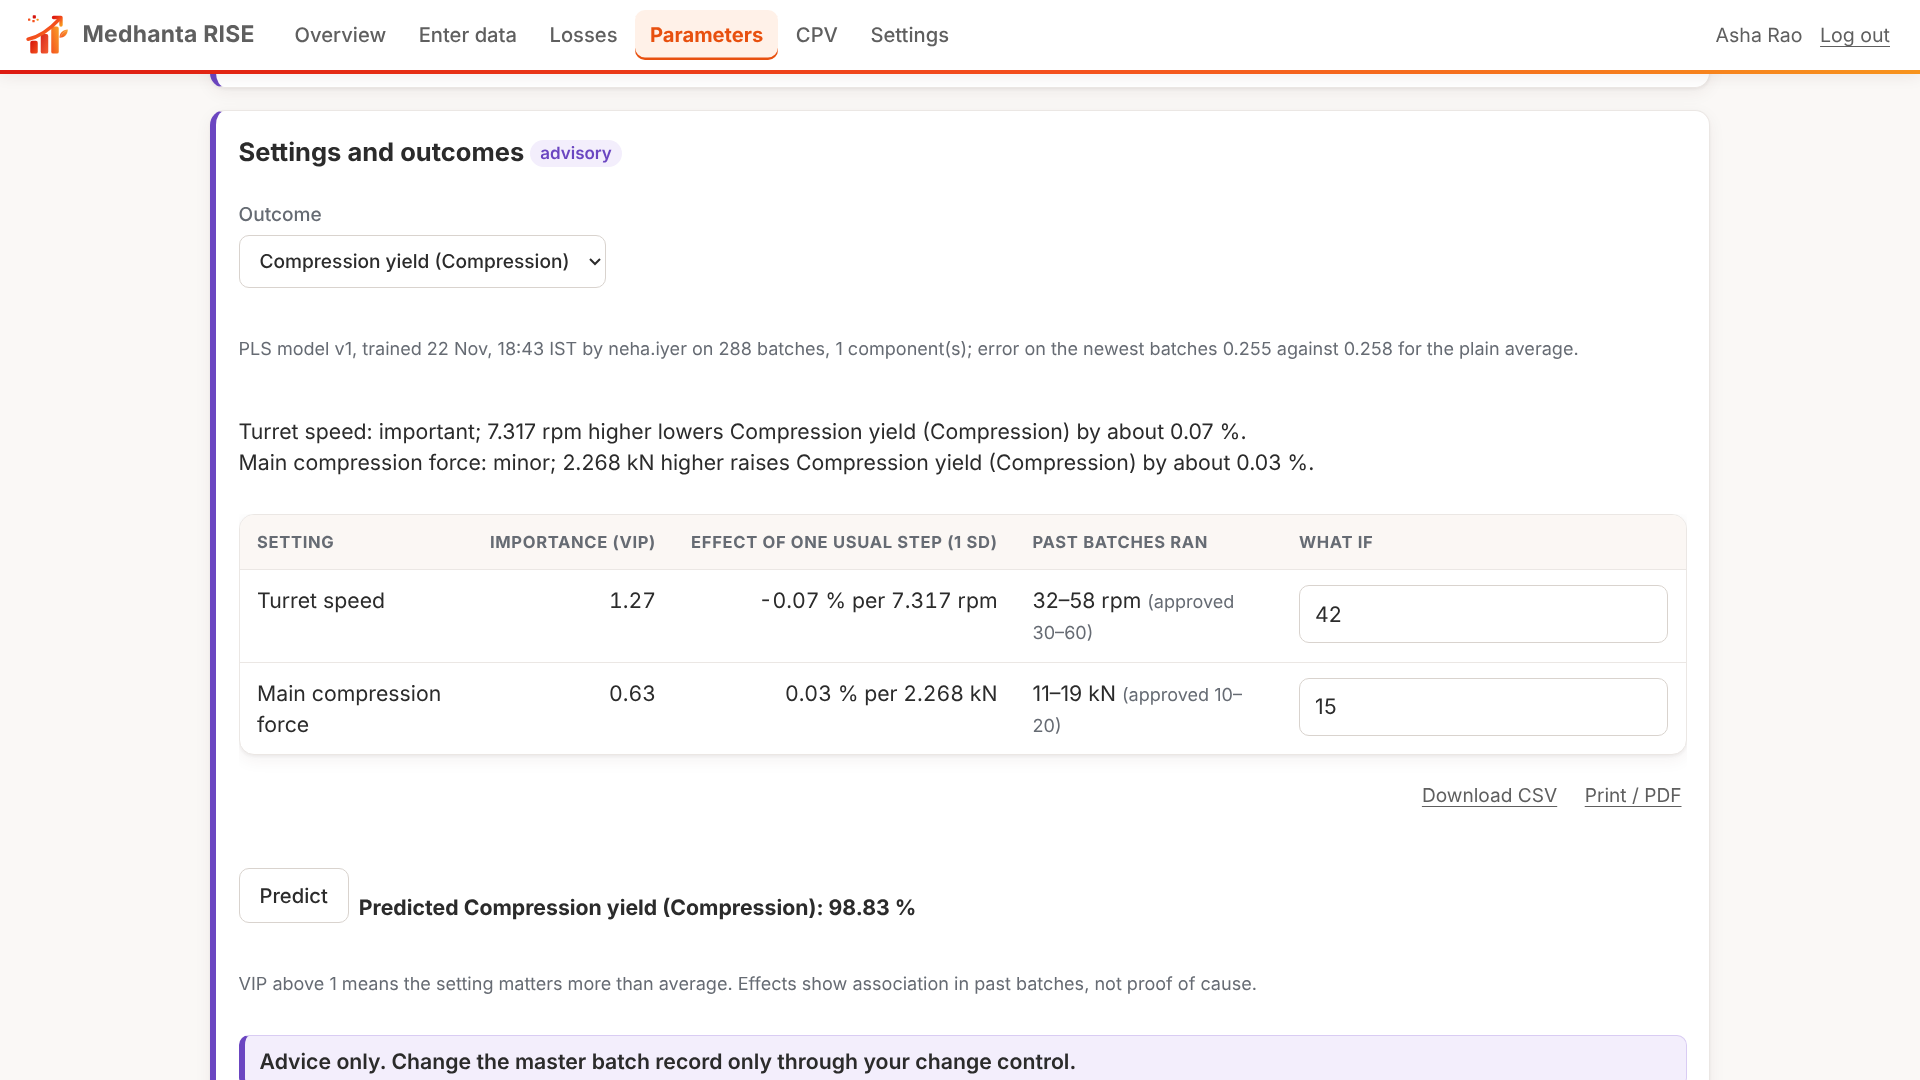 Medhanta RISE
Overview
Enter data
Losses
Parameters
CPV
Settings
Asha Rao
Log out
Settings and outcomes advisory
Outcome
Compression yield (Compression)
PLS model v1, trained 22 Nov, 18:43 IST by neha.iyer on 288 batches, 1 component(s); error on the newest batches 0.255 against 0.258 for the plain average.
Turret speed: important; 7.317 rpm higher lowers Compression yield (Compression) by about 0.07 %.
Main compression force: minor; 2.268 kN higher raises Compression yield (Compression) by about 0.03 %.
SETTING IMPORTANCE (VIP) EFFECT OF ONE USUAL STEP (1 SD) PAST BATCHES RAN WHAT IF
Turret speed 1.27 -0.07 % per 7.317 rpm 32–58 rpm (approved 42
30–60)
Main compression 0.63 0.03 % per 2.268 kN 11–19 kN (approved 10– 15
force 20)
Download CSV Print / PDF
Predict Predicted Compression yield (Compression): 98.83 %
VIP above 1 means the setting matters more than average. Effects show association in past batches, not proof of cause.
Advice only. Change the master batch record only through your change control.